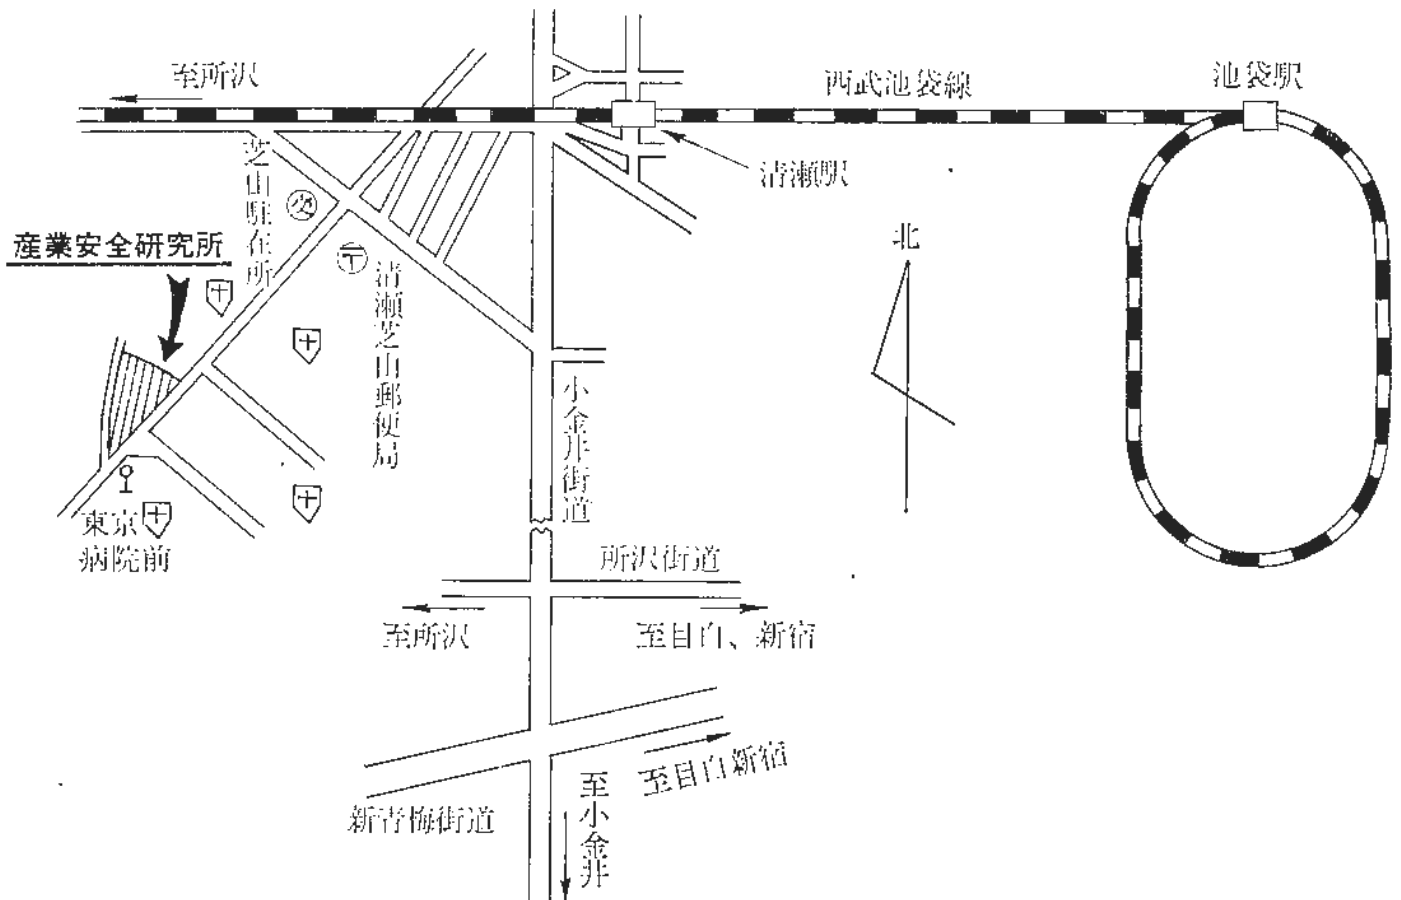 至所沢
西武池袋線
池袋駅
清瀬駅
芝山駐在所
産業安全研究所
清瀬芝山郵便局
北
小金井街道
東京
病院前
所沢街道
至所沢
至目白、新宿
至目白新宿
新青梅街道
至小金井